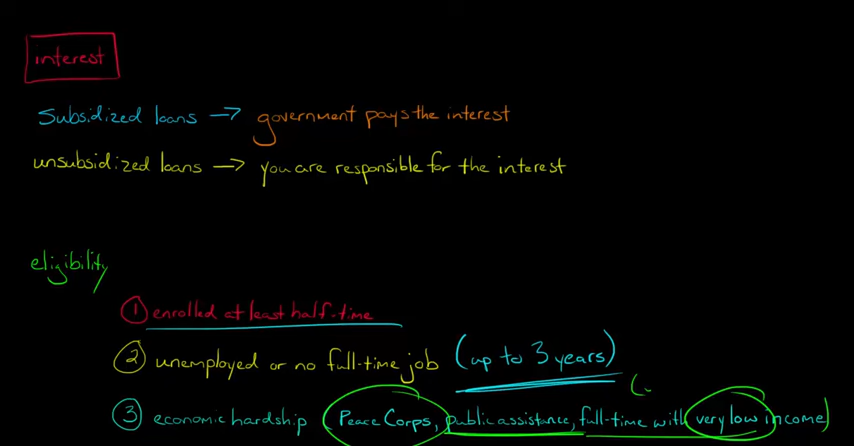 interest
Subsidized loans → government pays the interest
unsubsidized loans → you are responsible for the interest
eligibility
① enrolled at least half-time
② unemployed or no full-time job (up to 3 years)
③ economic hardship (Peace Corps, public assistance, full-time with very low income)